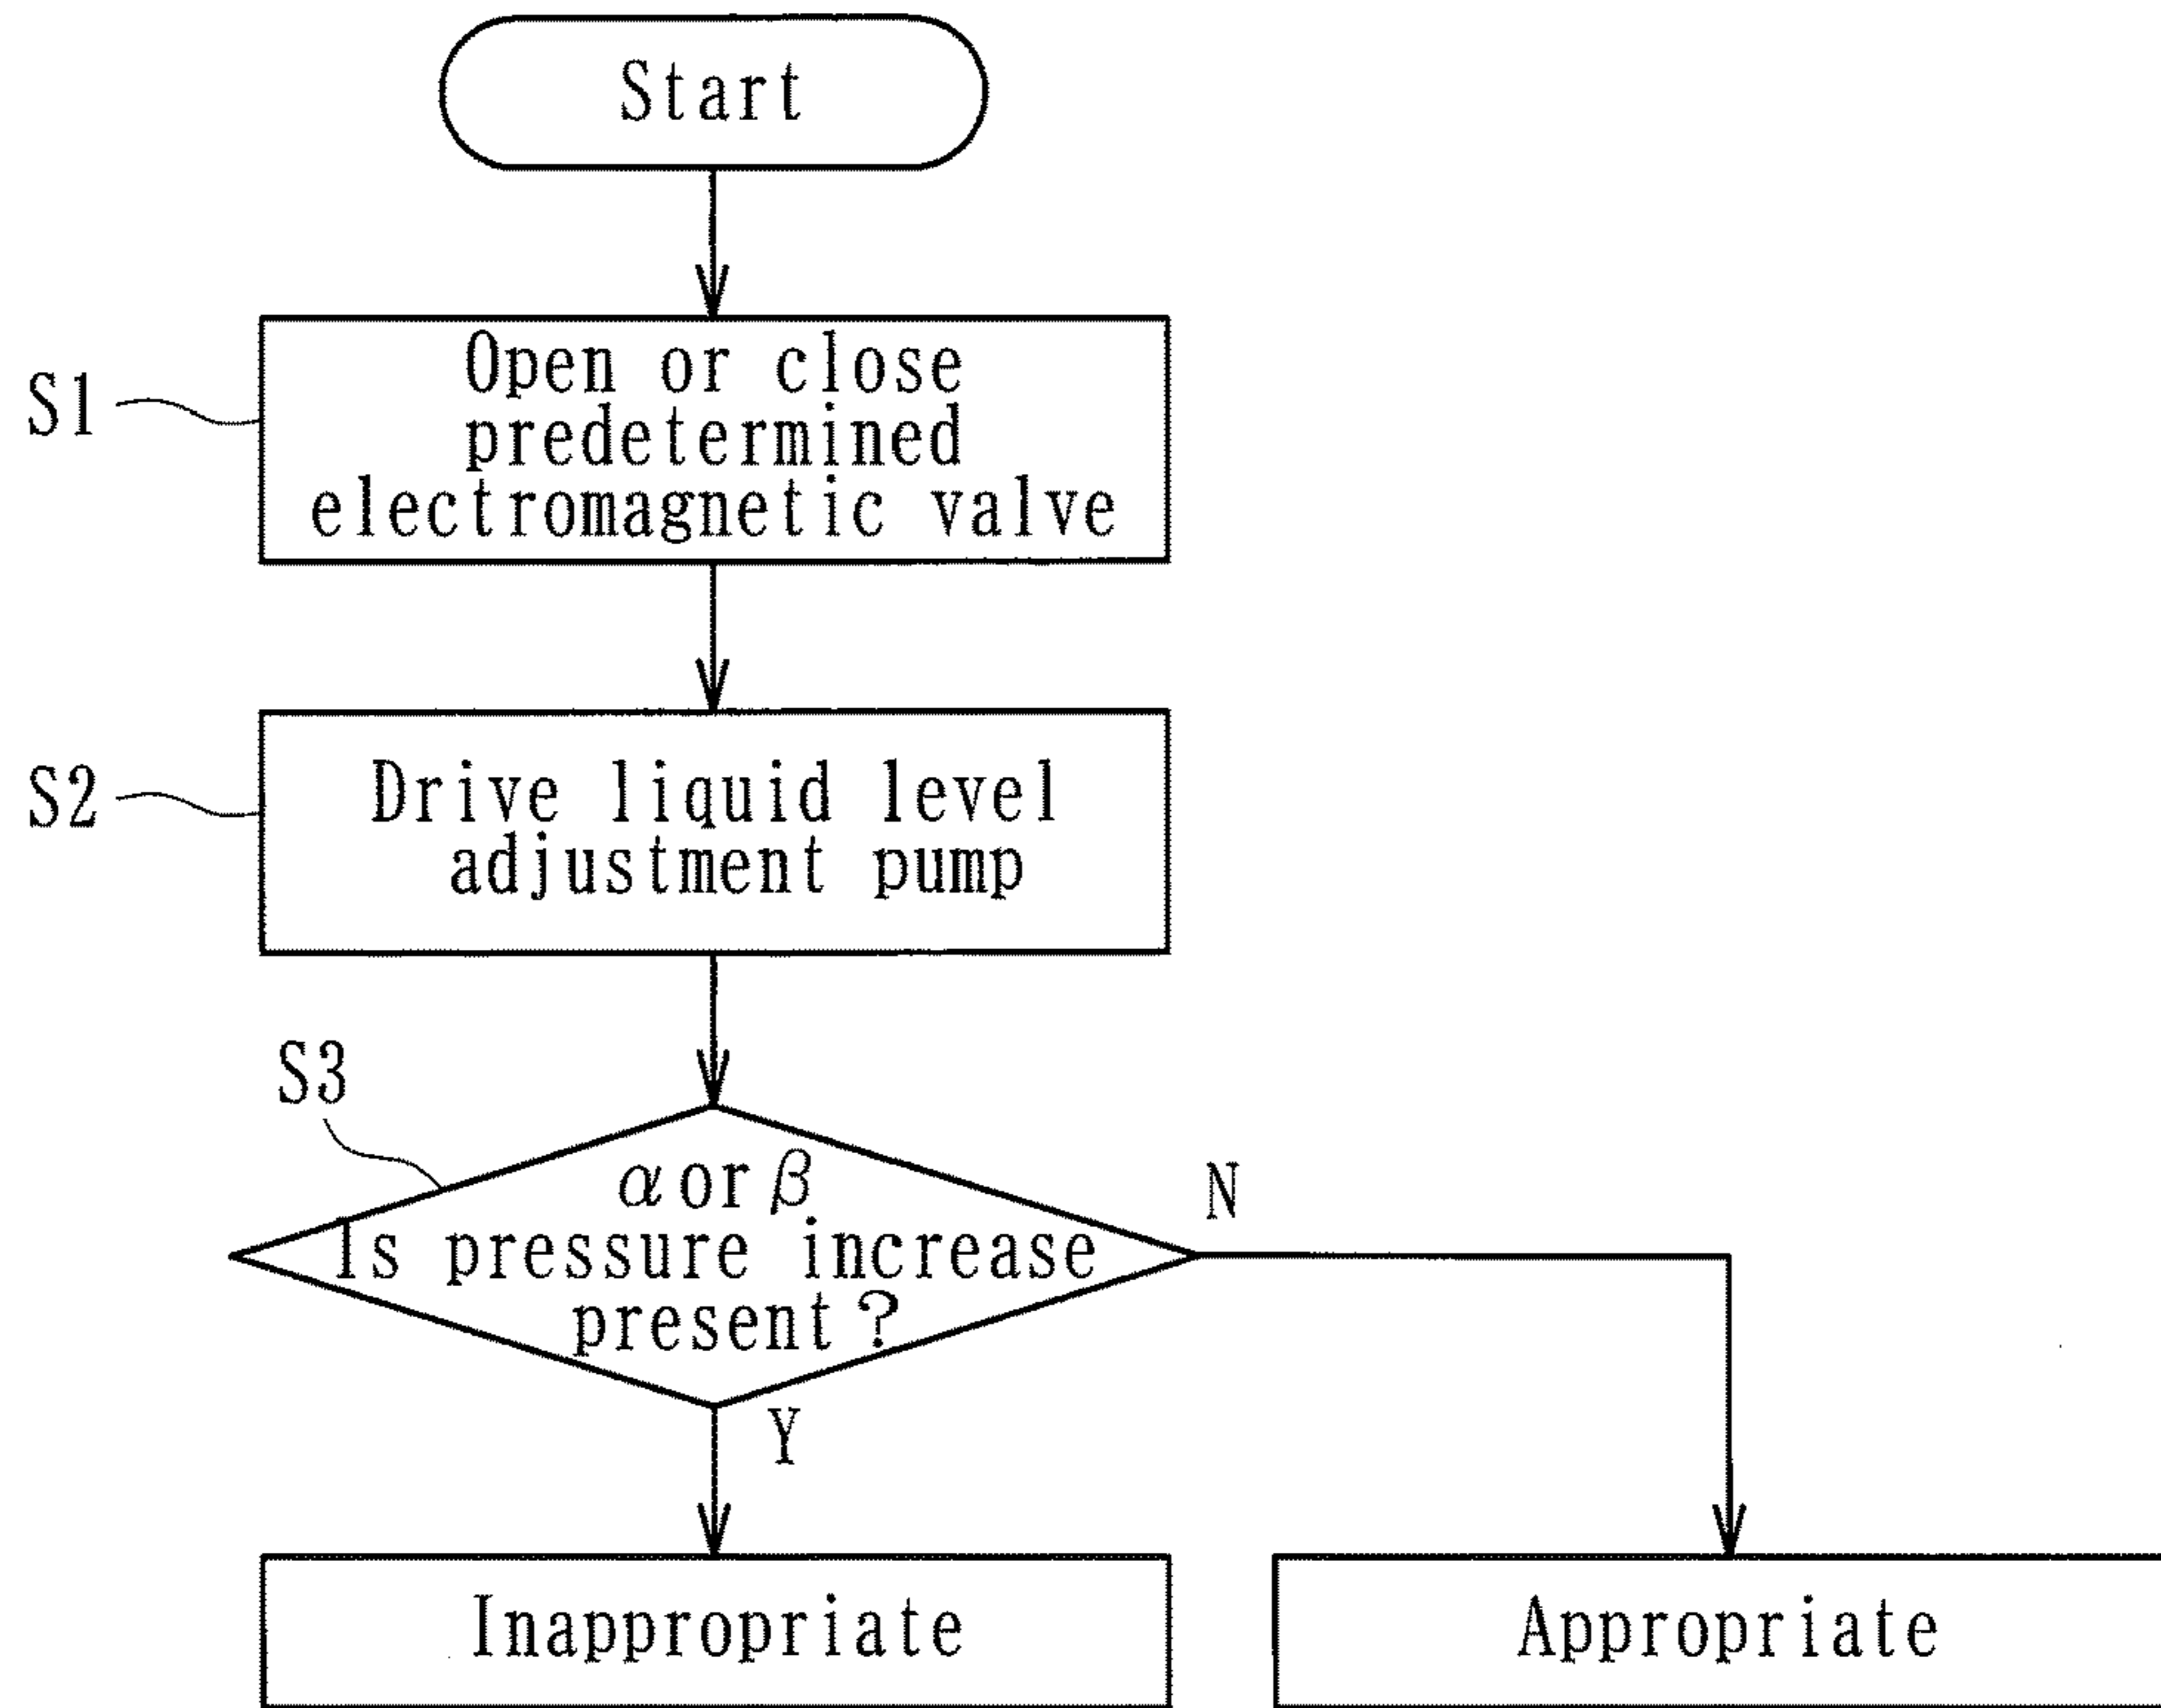 Start
S1
Open or close
predetermined
electromagnetic valve
S2
Drive liquid level
adjustment pump
S3
α or β
Is pressure increase
present?
N
Y
Inappropriate
Appropriate